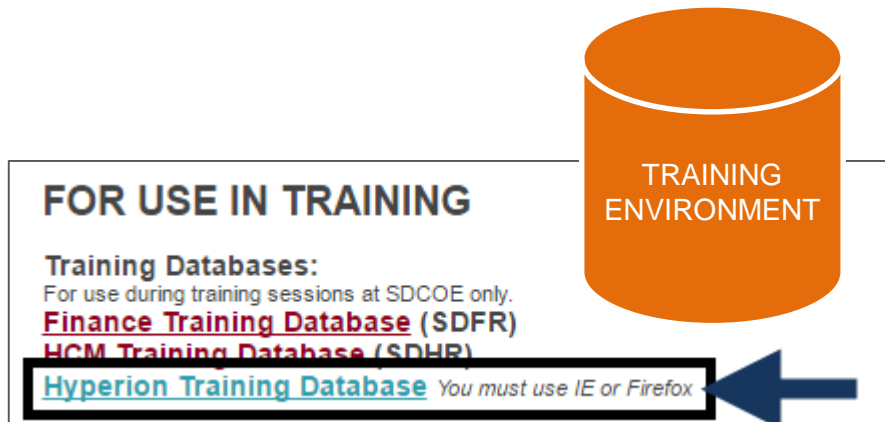 TRAINING
ENVIRONMENT
FOR USE IN TRAINING
Training Databases:
For use during training sessions at SDCOE only.
Finance Training Database (SDFR)
HCM Training Database (SDHR)
Hyperion Training Database You must use IE or Firefox